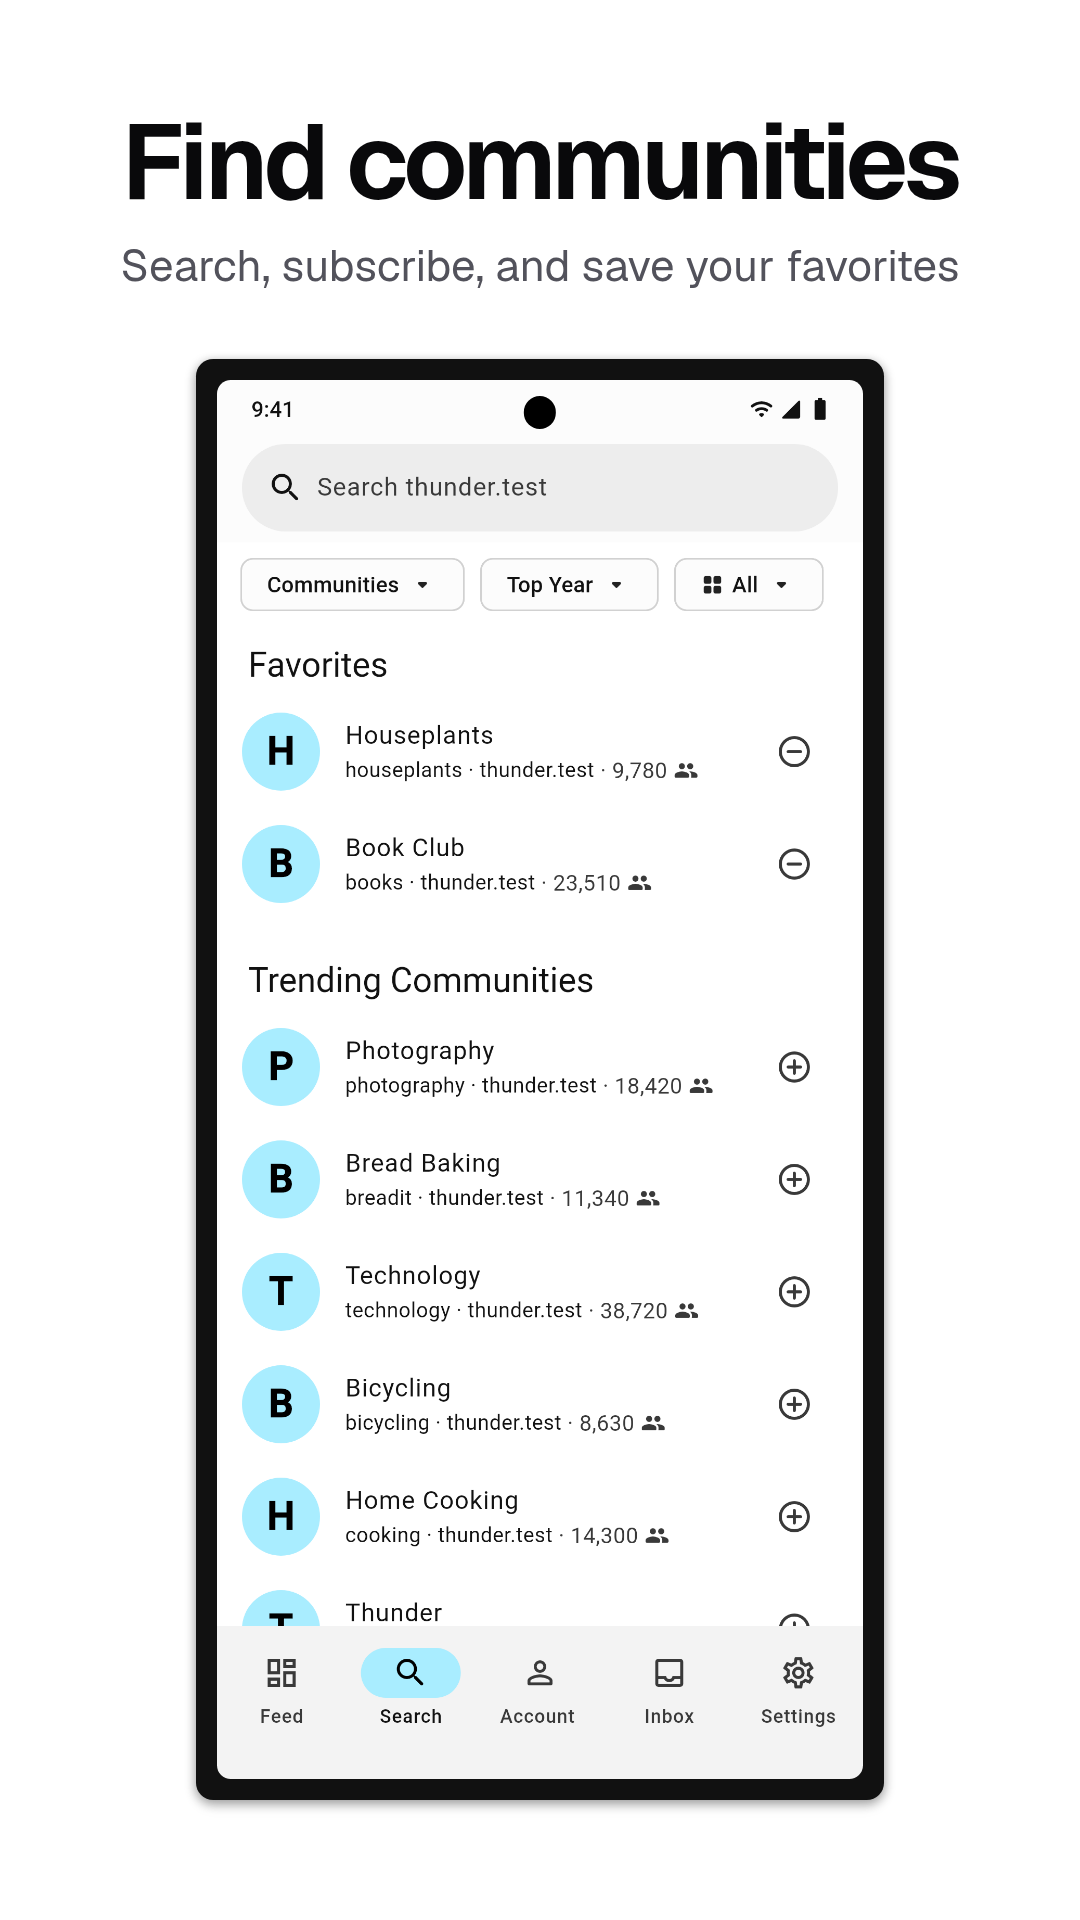 Find communities
Search, subscribe, and save your favorites
9:41
Search thunder.test
Communities Top Year All
Favorites
H Houseplants
houseplants · thunder.test · 9,780
B Book Club
books · thunder.test · 23,510
Trending Communities
P Photography
photography · thunder.test · 18,420
B Bread Baking
breadit · thunder.test · 11,340
T Technology
technology · thunder.test · 38,720
B Bicycling
bicycling · thunder.test · 8,630
H Home Cooking
cooking · thunder.test · 14,300
T Thunder
Feed Search Account Inbox Settings